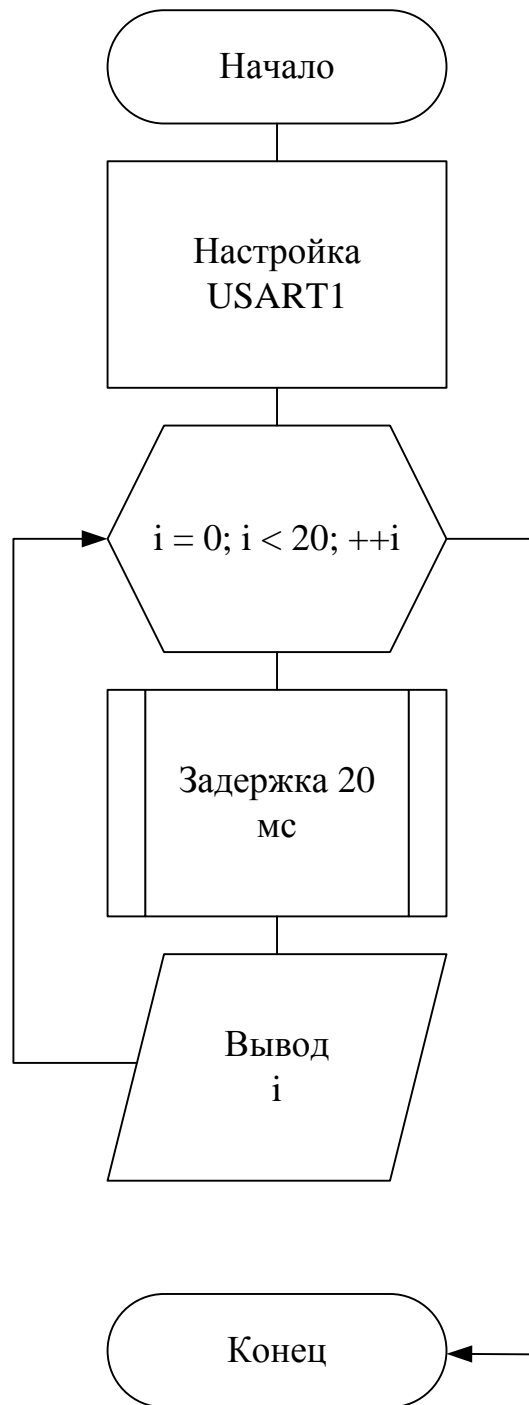 Начало
Настройка
USART1
i = 0; i < 20; ++i
Задержка 20
мс
Вывод
i
Конец